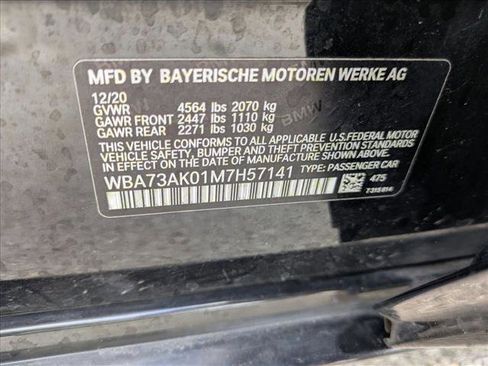 MFD BY BAYERISCHE MOTOREN WERKE AG
12/20
GVWR 4564 lbs 2070 kg
GAWR FRONT 2447 lbs 1110 kg
GAWR REAR 2271 lbs 1030 kg
BMW
THIS VEHICLE CONFORMS TO ALL APPLICABLE U.S.FEDERAL MOTOR
VEHICLE SAFETY, BUMPER, AND THEFT PREVENTION STANDARDS
IN EFFECT ON THE DATE OF MANUFACTURE SHOWN ABOVE.
WBA73AK01M7H57141 TYPE: PASSENGER CAR
475